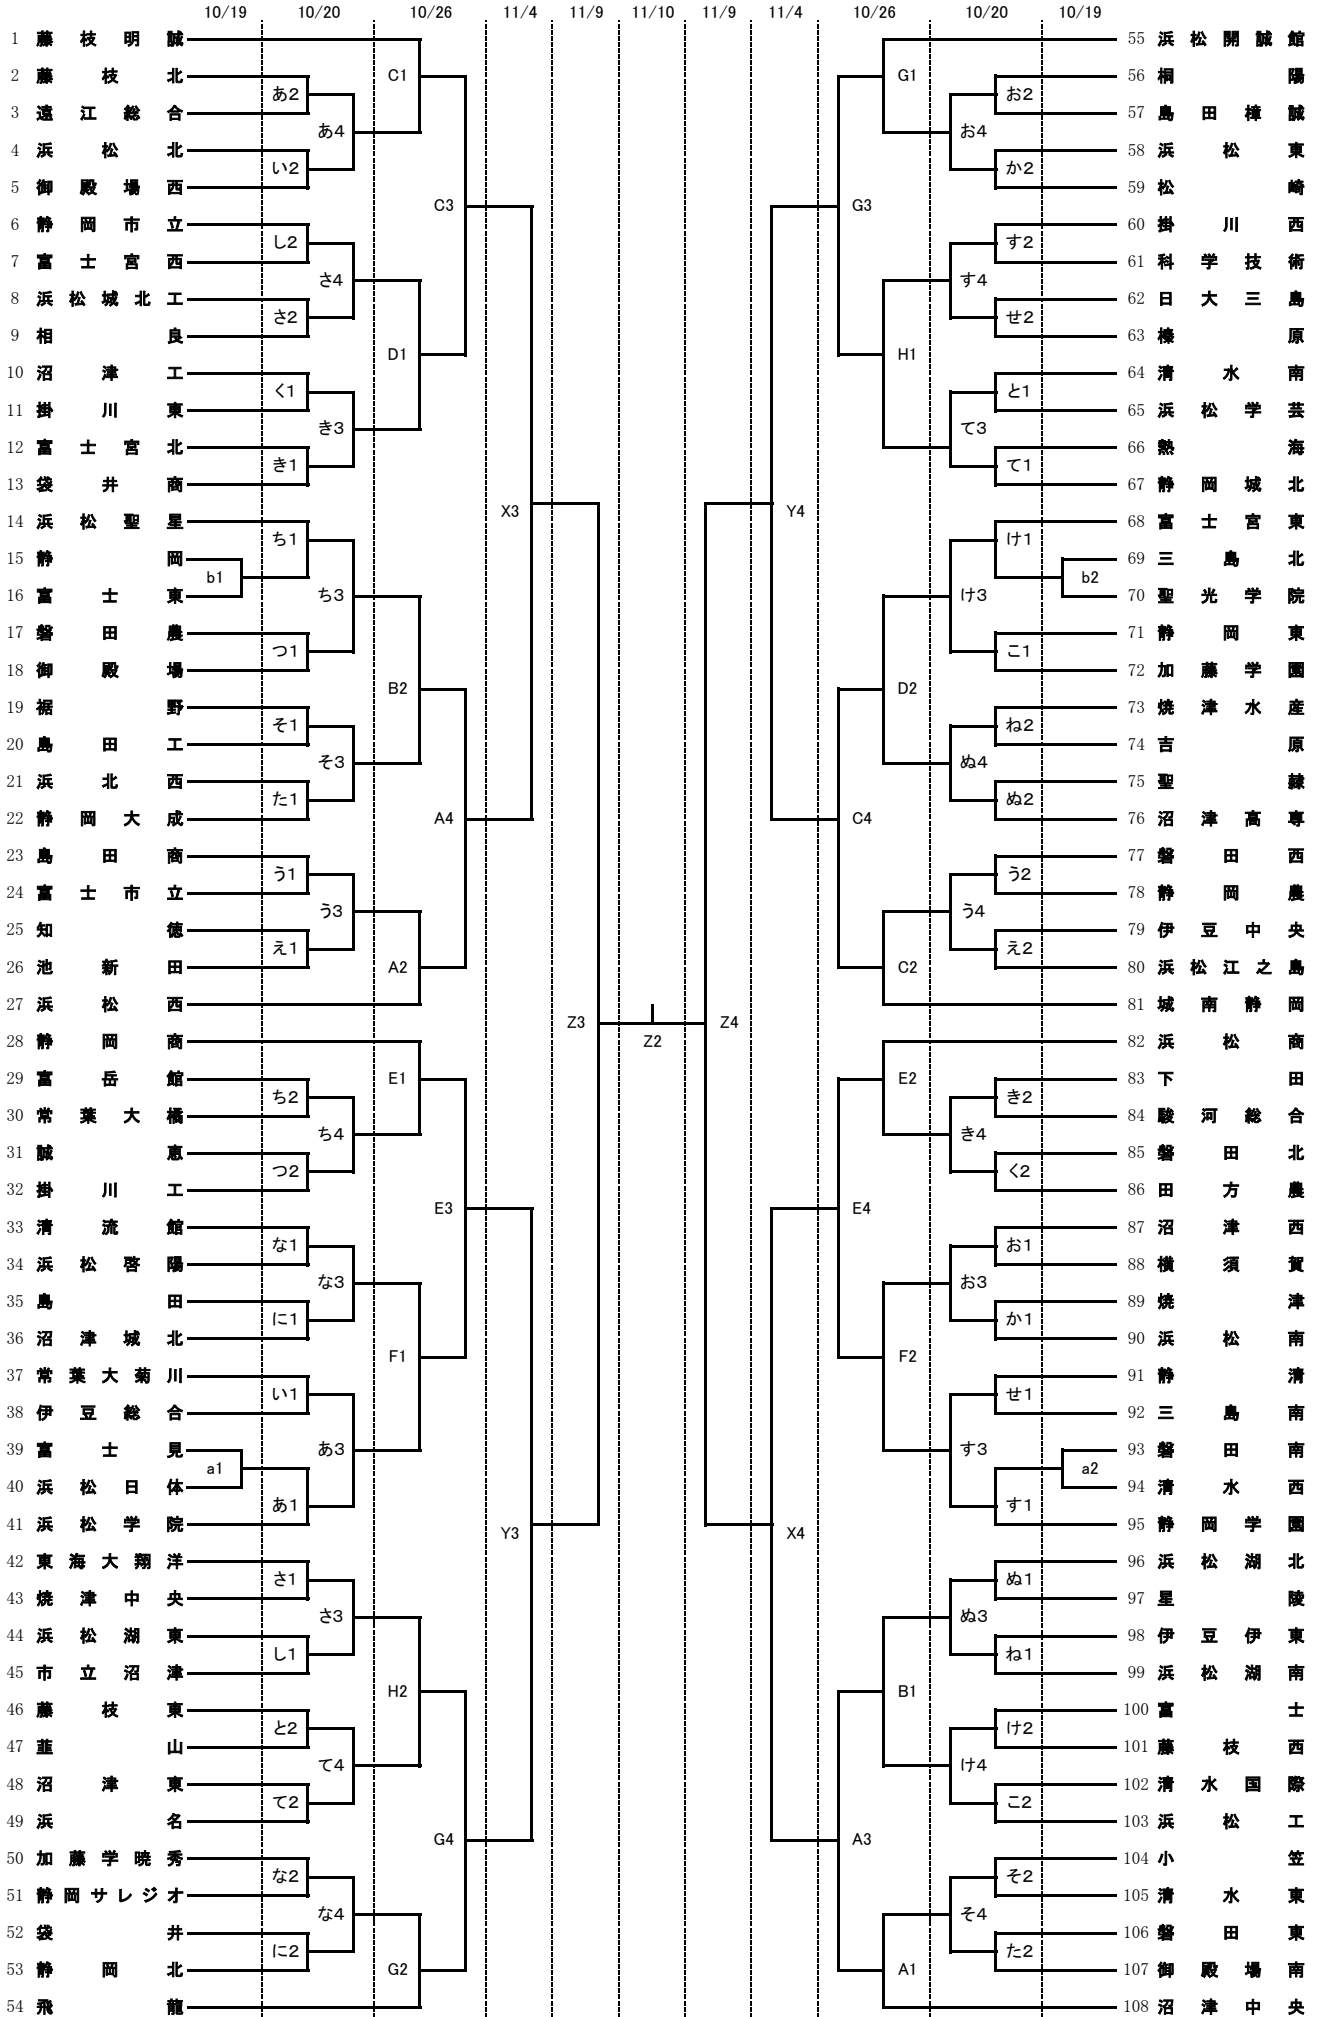 10/19 10/20 10/26 11/4 11/9 11/10 11/9 11/4 10/26 10/20 10/19
1 藤枝明誠 55 浜松開誠館
2 藤枝北 C1 G1 56 桐陽
あ2 お2
3 遠江総合 57 島田樟誠
あ4 お4
4 浜松北 58 浜松東
い2 か2
5 御殿場西 59 松崎
C3 G3
6 静岡市立 60 掛川西
し2 す2
7 富士宮西 61 科学技術
さ4 す4
8 浜松城北工 62 日大三島
さ2 せ2
9 相良 63 榛原
D1 H1
10 沼津工 64 清水南
く1 と1
11 掛川東 65 浜松学芸
き3 て3
12 富士宮北 66 熱海
き1 て1
13 袋井商 67 静岡城北
X3 Y4
14 浜松聖星 68 富士宮東
ち1 け1
15 静岡 69 三島北
b1 b2
16 富士東 ち3 け3 70 聖光学院
17 磐田農 71 静岡東
つ1 こ1
18 御殿場 72 加藤学園
B2 D2
19 裾野 73 焼津水産
そ1 ね2
20 島田工 74 吉原
そ3 ぬ4
21 浜北西 75 聖隷
た1 ぬ2
22 静岡大成 A4 C4 76 沼津高専
23 島田商 77 磐田西
う1 う2
24 富士市立 78 静岡農
う3 う4
25 知徳 79 伊豆中央
え1 え2
26 池新田 A2 C2 80 浜松江之島
27 浜松西 81 城南静岡
Z3 Z4
28 静岡商 Z2 82 浜松商
29 富岳館 E1 E2 83 下田
ち2 き2
30 常葉大橘 84 駿河総合
ち4 き4
31 誠恵 85 磐田北
つ2 く2
32 掛川工 86 田方農
E3 E4
33 清流館 87 沼津西
な1 お1
34 浜松啓陽 88 横須賀
な3 お3
35 島田 89 焼津
に1 か1
36 沼津城北 90 浜松南
F1 F2
37 常葉大菊川 91 静清
い1 せ1
38 伊豆総合 92 三島南
39 富士見 あ3 す3 93 磐田南
a1 a2
40 浜松日体 94 清水西
あ1 す1
41 浜松学院 95 静岡学園
Y3 X4
42 東海大翔洋 96 浜松湖北
さ1 ぬ1
43 焼津中央 97 星陵
さ3 ぬ3
44 浜松湖東 98 伊豆伊東
し1 ね1
45 市立沼津 99 浜松湖南
H2 B1
46 藤枝東 100 富士
と2 け2
47 韮山 101 藤枝西
て4 け4
48 沼津東 102 清水国際
て2 こ2
49 浜名 103 浜松工
G4 A3
50 加藤学暁秀 104 小笠
な2 そ2
51 静岡サレジオ 105 清水東
な4 そ4
52 袋井 106 磐田東
に2 た2
53 静岡北 G2 A1 107 御殿場南
54 飛龍 108 沼津中央